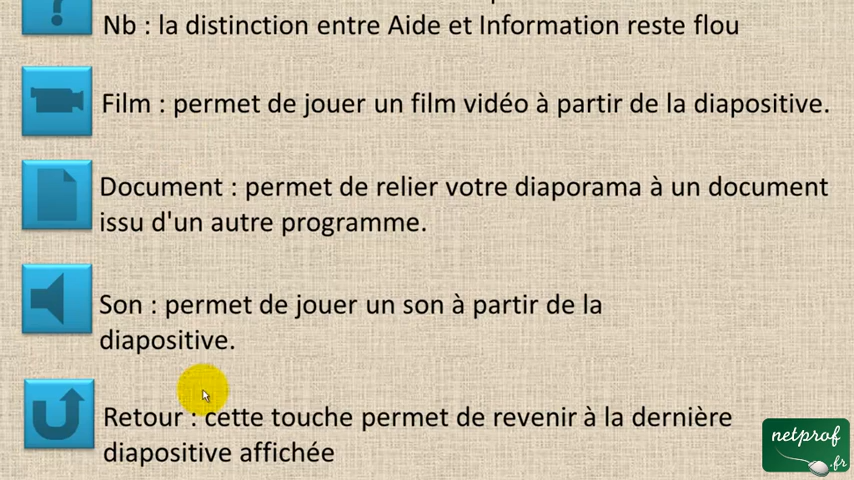 Nb : la distinction entre Aide et Information reste flou
Film : permet de jouer un film vidéo à partir de la diapositive.
Document : permet de relier votre diaporama à un document
issu d'un autre programme.
Son : permet de jouer un son à partir de la
diapositive.
Retour : cette touche permet de revenir à la dernière
diapositive affichée
netprof
.fr